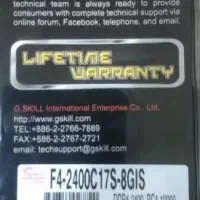 technical team is always ready to provide
consumers with complete technical support via
online forum, Facebook, telephone, and email.
LIFETIME
WARRANTY
G.SKILL International Enterprise Co., Ltd.
http://www.gskill.com
TEL:+886-2-2766-7889
FAX:+886-2-2767-2721
email: techsupport@gskill.com
F4-2400C17S-8GIS